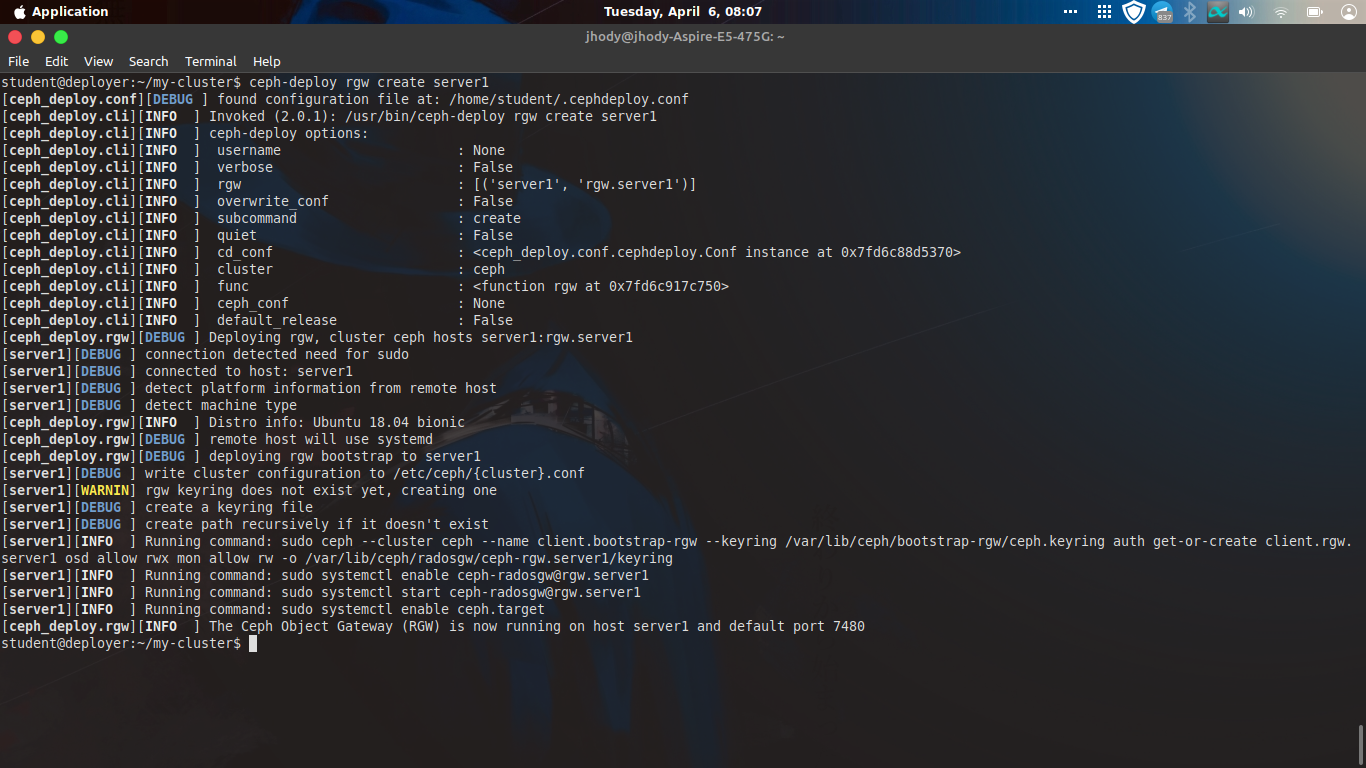 Application
Tuesday, April 6, 08:07
837
jhody@jhody-Aspire-E5-475G: ~
File Edit View Search Terminal Help
student@deployer:~/my-cluster$ ceph-deploy rgw create server1
[ceph_deploy.conf][DEBUG ] found configuration file at: /home/student/.cephdeploy.conf
[ceph_deploy.cli][INFO  ] Invoked (2.0.1): /usr/bin/ceph-deploy rgw create server1
[ceph_deploy.cli][INFO  ] ceph-deploy options:
[ceph_deploy.cli][INFO  ]  username                      : None
[ceph_deploy.cli][INFO  ]  verbose                       : False
[ceph_deploy.cli][INFO  ]  rgw                           : [('server1', 'rgw.server1')]
[ceph_deploy.cli][INFO  ]  overwrite_conf                : False
[ceph_deploy.cli][INFO  ]  subcommand                    : create
[ceph_deploy.cli][INFO  ]  quiet                         : False
[ceph_deploy.cli][INFO  ]  cd_conf                       : <ceph_deploy.conf.cephdeploy.Conf instance at 0x7fd6c88d5370>
[ceph_deploy.cli][INFO  ]  cluster                       : ceph
[ceph_deploy.cli][INFO  ]  func                          : <function rgw at 0x7fd6c917c750>
[ceph_deploy.cli][INFO  ]  ceph_conf                     : None
[ceph_deploy.cli][INFO  ]  default_release               : False
[ceph_deploy.rgw][DEBUG ] Deploying rgw, cluster ceph hosts server1:rgw.server1
[server1][DEBUG ] connection detected need for sudo
[server1][DEBUG ] connected to host: server1
[server1][DEBUG ] detect platform information from remote host
[server1][DEBUG ] detect machine type
[ceph_deploy.rgw][INFO  ] Distro info: Ubuntu 18.04 bionic
[ceph_deploy.rgw][DEBUG ] remote host will use systemd
[ceph_deploy.rgw][DEBUG ] deploying rgw bootstrap to server1
[server1][DEBUG ] write cluster configuration to /etc/ceph/{cluster}.conf
[server1][WARNIN] rgw keyring does not exist yet, creating one
[server1][DEBUG ] create a keyring file
[server1][DEBUG ] create path recursively if it doesn't exist
[server1][INFO  ] Running command: sudo ceph --cluster ceph --name client.bootstrap-rgw --keyring /var/lib/ceph/bootstrap-rgw/ceph.keyring auth get-or-create client.rgw.
server1 osd allow rwx mon allow rw -o /var/lib/ceph/radosgw/ceph-rgw.server1/keyring
[server1][INFO  ] Running command: sudo systemctl enable ceph-radosgw@rgw.server1
[server1][INFO  ] Running command: sudo systemctl start ceph-radosgw@rgw.server1
[server1][INFO  ] Running command: sudo systemctl enable ceph.target
[ceph_deploy.rgw][INFO  ] The Ceph Object Gateway (RGW) is now running on host server1 and default port 7480
student@deployer:~/my-cluster$